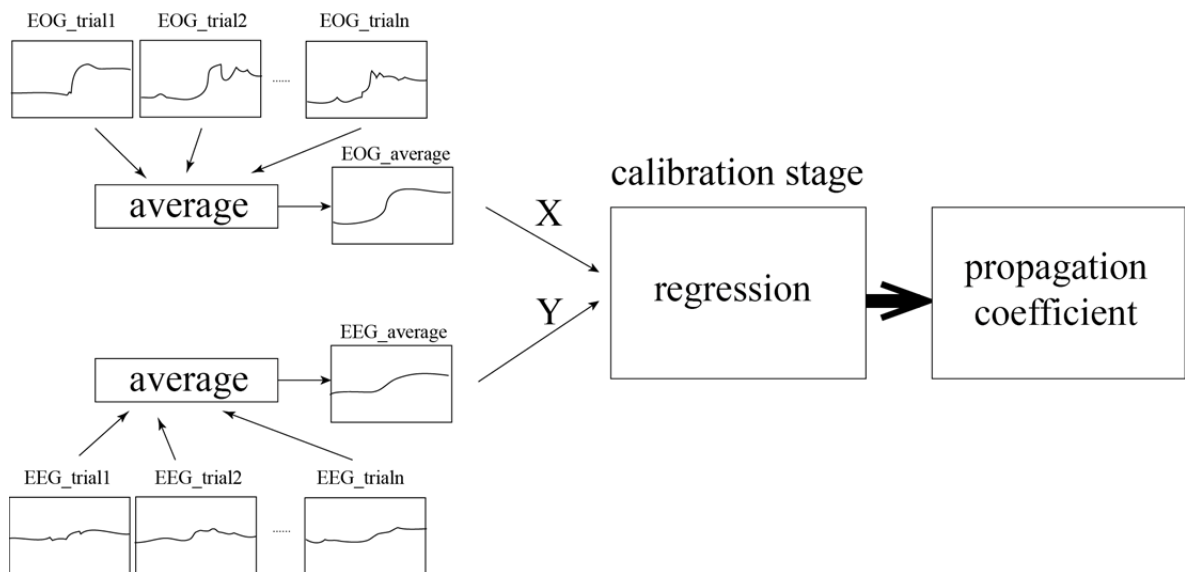 EOG_trial1 EOG_trial2 EOG_trialn
......
EOG_average
average
calibration stage
X
regression
propagation
coefficient
Y
EEG_average
average
EEG_trial1 EEG_trial2 EEG_trialn
......